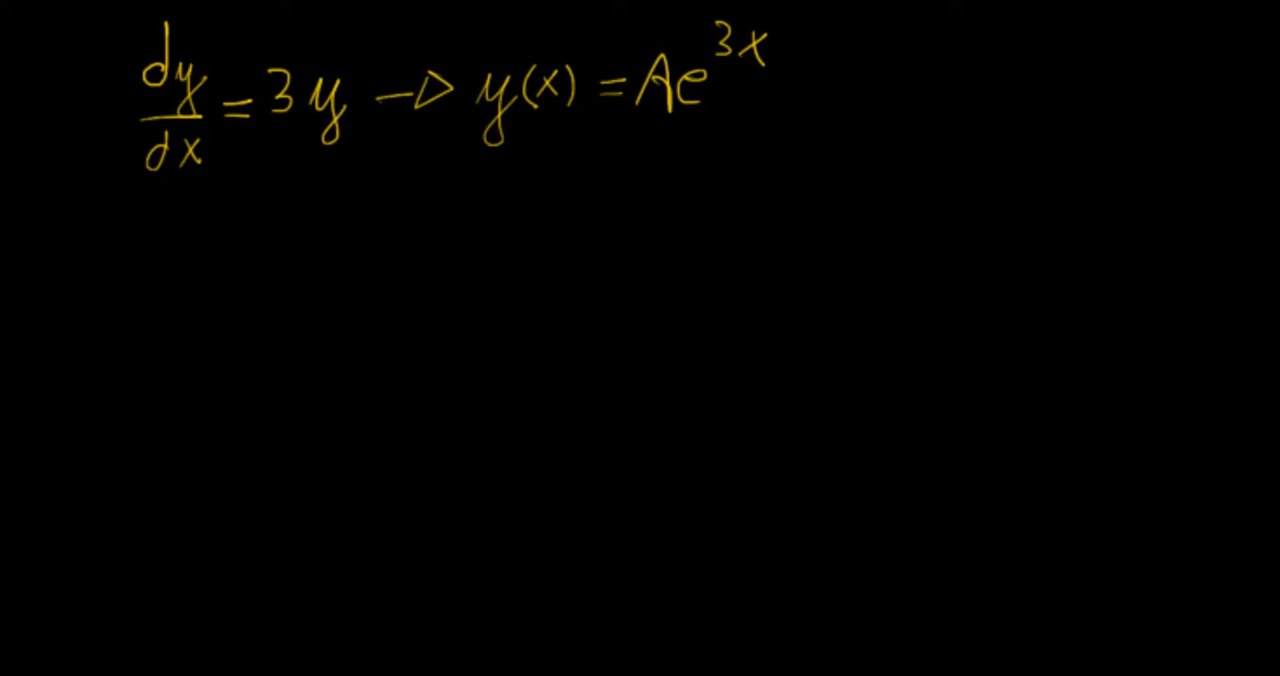 dy/dx = 3y → y(x) = Ae^{3x}